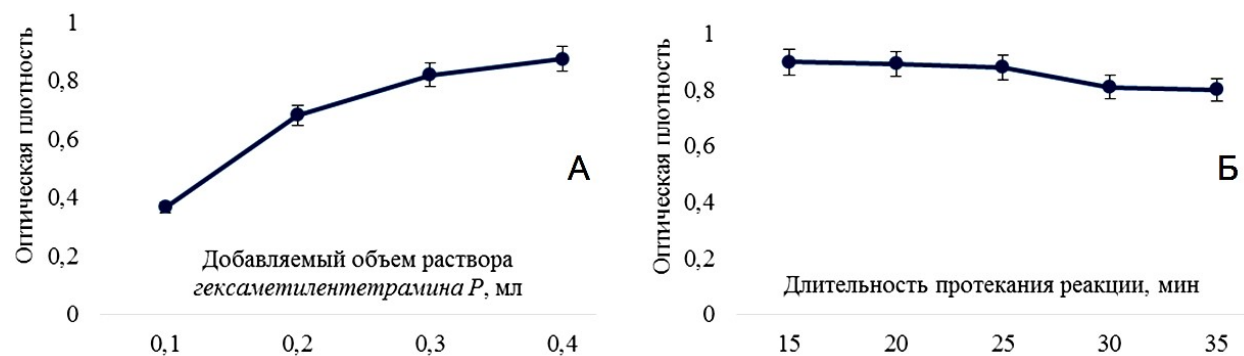 Оптическая плотность
1
0,8
0,6
0,4
0,2
0
0,1 0,2 0,3 0,4
Добавляемый объем раствора
гексаметилентетрамина Р, мл
А
Оптическая плотность
1
0,8
0,6
0,4
0,2
0
15 20 25 30 35
Длительность протекания реакции, мин
Б